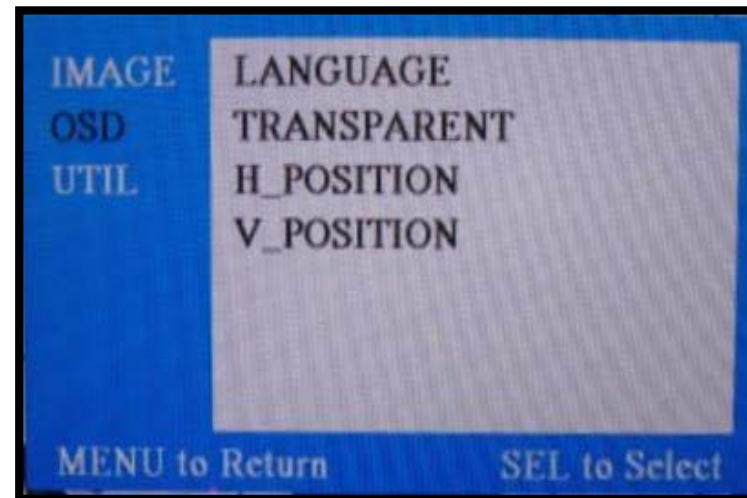 IMAGE
OSD
UTIL
LANGUAGE
TRANSPARENT
H_POSITION
V_POSITION
MENU to Return
SEL to Select